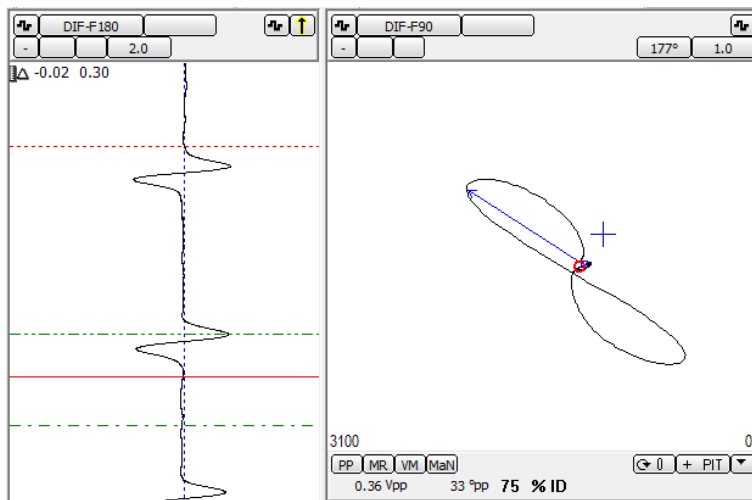 DIF-F180
- 2.0
-0.02 0.30
DIF-F90
- 177° 1.0
3100 0
PP MR VM MaN 0 + PIT
0.36 Vpp 33 °pp 75 % ID